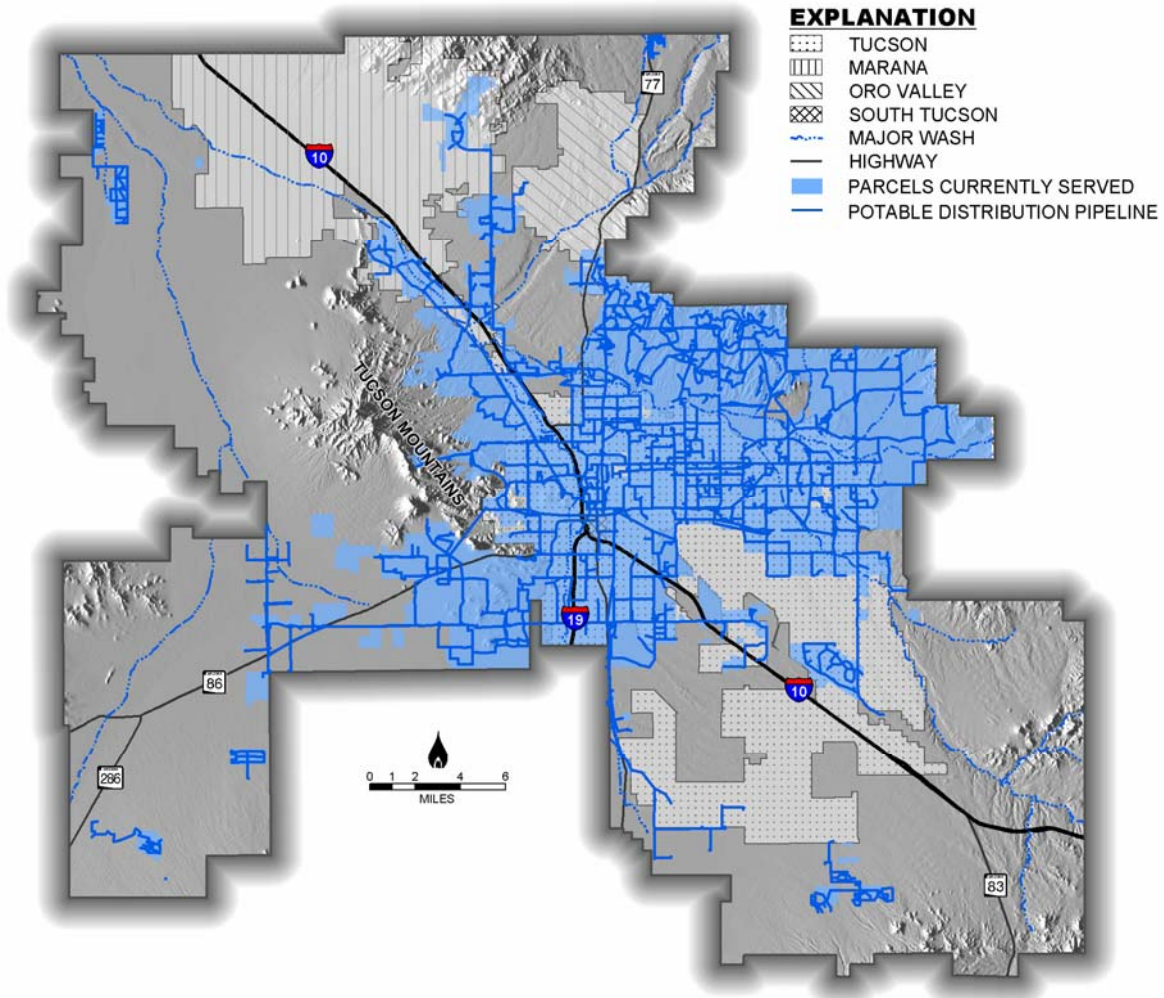 EXPLANATION
TUCSON
MARANA
ORO VALLEY
SOUTH TUCSON
MAJOR WASH
HIGHWAY
PARCELS CURRENTLY SERVED
POTABLE DISTRIBUTION PIPELINE
77
10
TUCSON MOUNTAINS
19
86
10
286
0 1 2 4 6
MILES
83